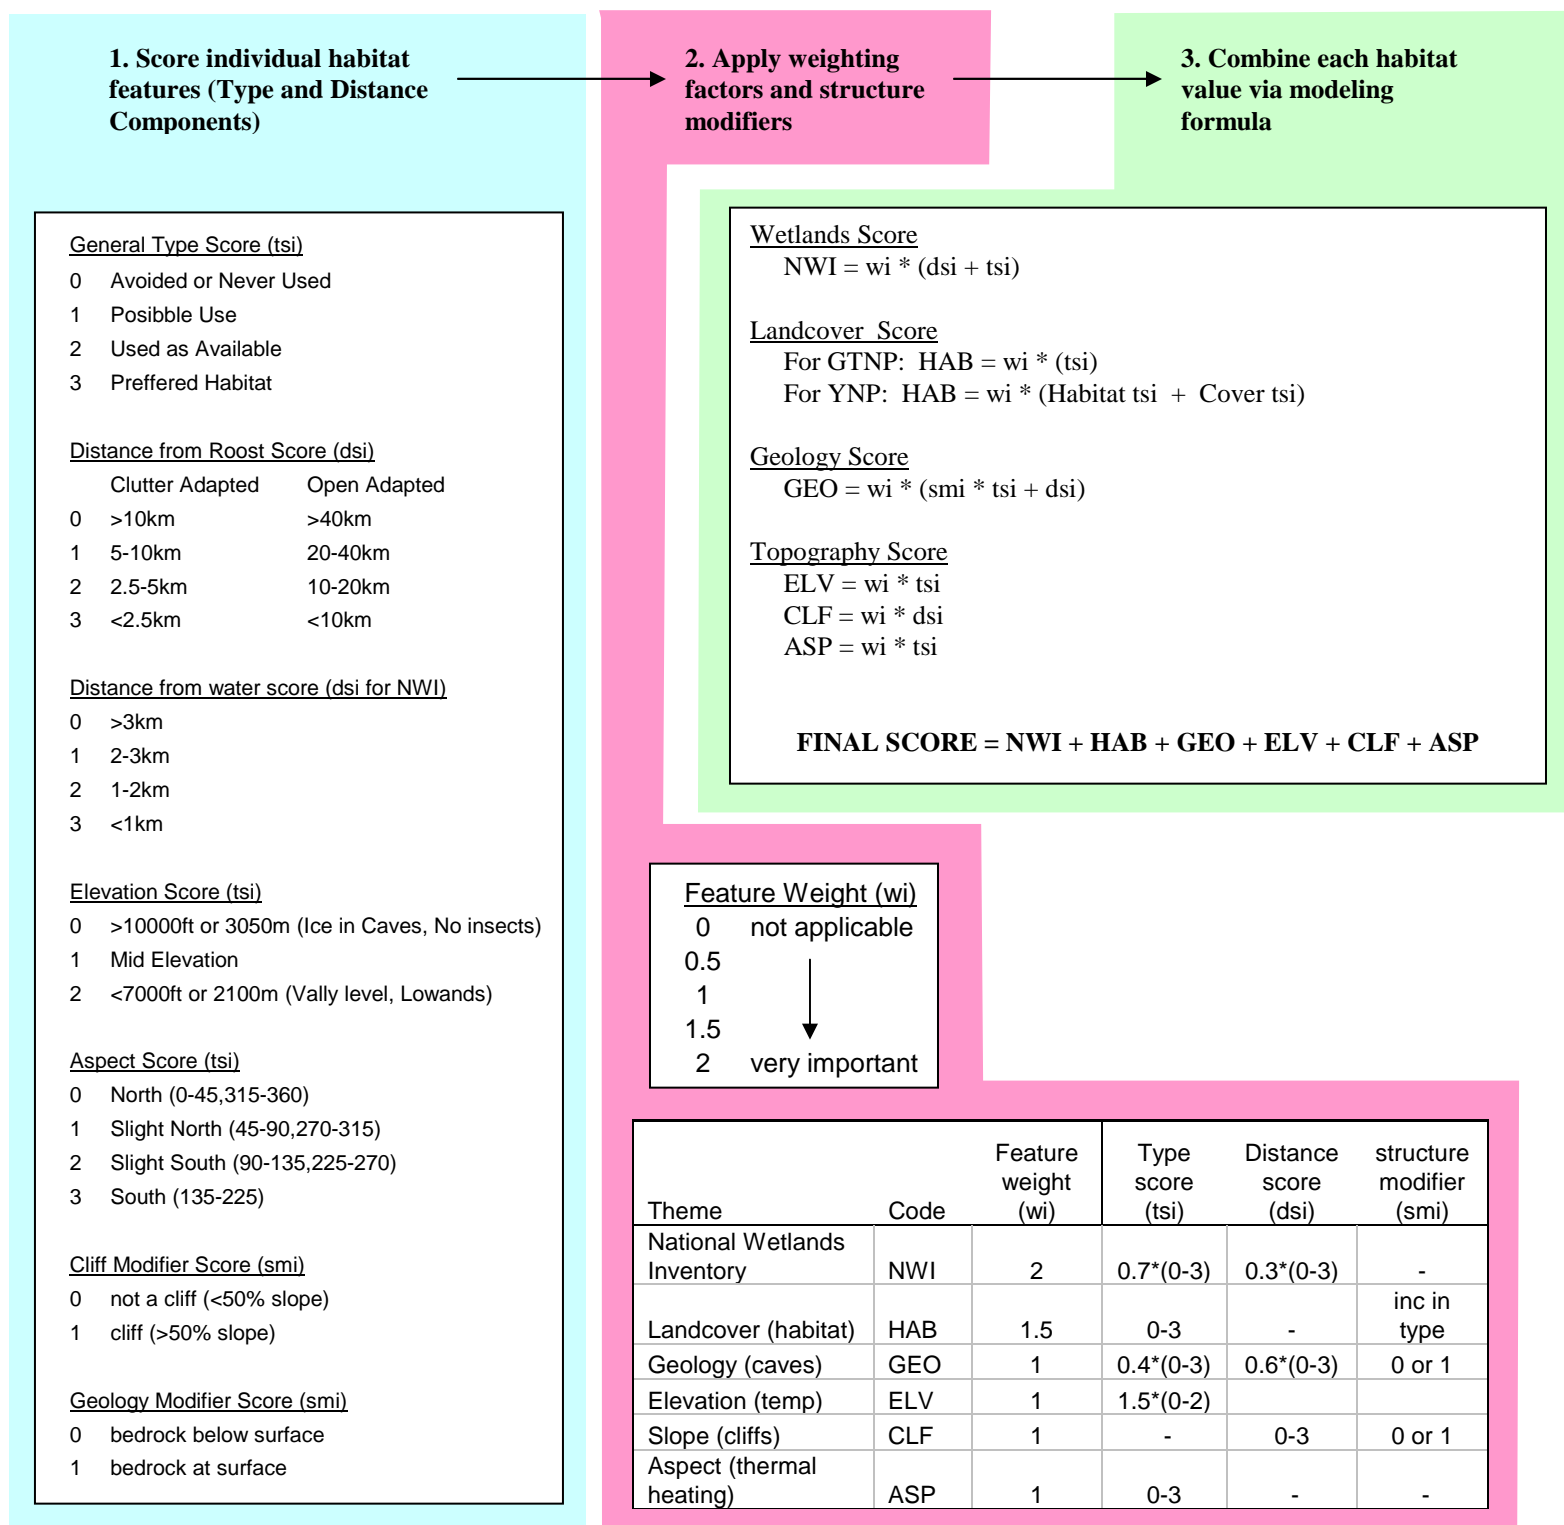 1. Score individual habitat
features (Type and Distance
Components)
2. Apply weighting
factors and structure
modifiers
3. Combine each habitat
value via modeling
formula
General Type Score (tsi)
0 Avoided or Never Used
1 Posibble Use
2 Used as Available
3 Preffered Habitat
Distance from Roost Score (dsi)
Clutter Adapted Open Adapted
0 >10km >40km
1 5-10km 20-40km
2 2.5-5km 10-20km
3 <2.5km <10km
Distance from water score (dsi for NWI)
0 >3km
1 2-3km
2 1-2km
3 <1km
Elevation Score (tsi)
0 >10000ft or 3050m (Ice in Caves, No insects)
1 Mid Elevation
2 <7000ft or 2100m (Vally level, Lowands)
Aspect Score (tsi)
0 North (0-45,315-360)
1 Slight North (45-90,270-315)
2 Slight South (90-135,225-270)
3 South (135-225)
Cliff Modifier Score (smi)
0 not a cliff (<50% slope)
1 cliff (>50% slope)
Geology Modifier Score (smi)
0 bedrock below surface
1 bedrock at surface
Wetlands Score
NWI = wi * (dsi + tsi)
Landcover Score
For GTNP: HAB = wi * (tsi)
For YNP: HAB = wi * (Habitat tsi + Cover tsi)
Geology Score
GEO = wi * (smi * tsi + dsi)
Topography Score
ELV = wi * tsi
CLF = wi * dsi
ASP = wi * tsi
FINAL SCORE = NWI + HAB + GEO + ELV + CLF + ASP
Feature Weight (wi)
0 not applicable
0.5
1
1.5
2 very important
Feature Type Distance structure
weight score score modifier
Theme Code (wi) (tsi) (dsi) (smi)
National Wetlands
Inventory NWI 2 0.7*(0-3) 0.3*(0-3) -
inc in
Landcover (habitat) HAB 1.5 0-3 - type
Geology (caves) GEO 1 0.4*(0-3) 0.6*(0-3) 0 or 1
Elevation (temp) ELV 1 1.5*(0-2)
Slope (cliffs) CLF 1 - 0-3 0 or 1
Aspect (thermal
heating) ASP 1 0-3 - -